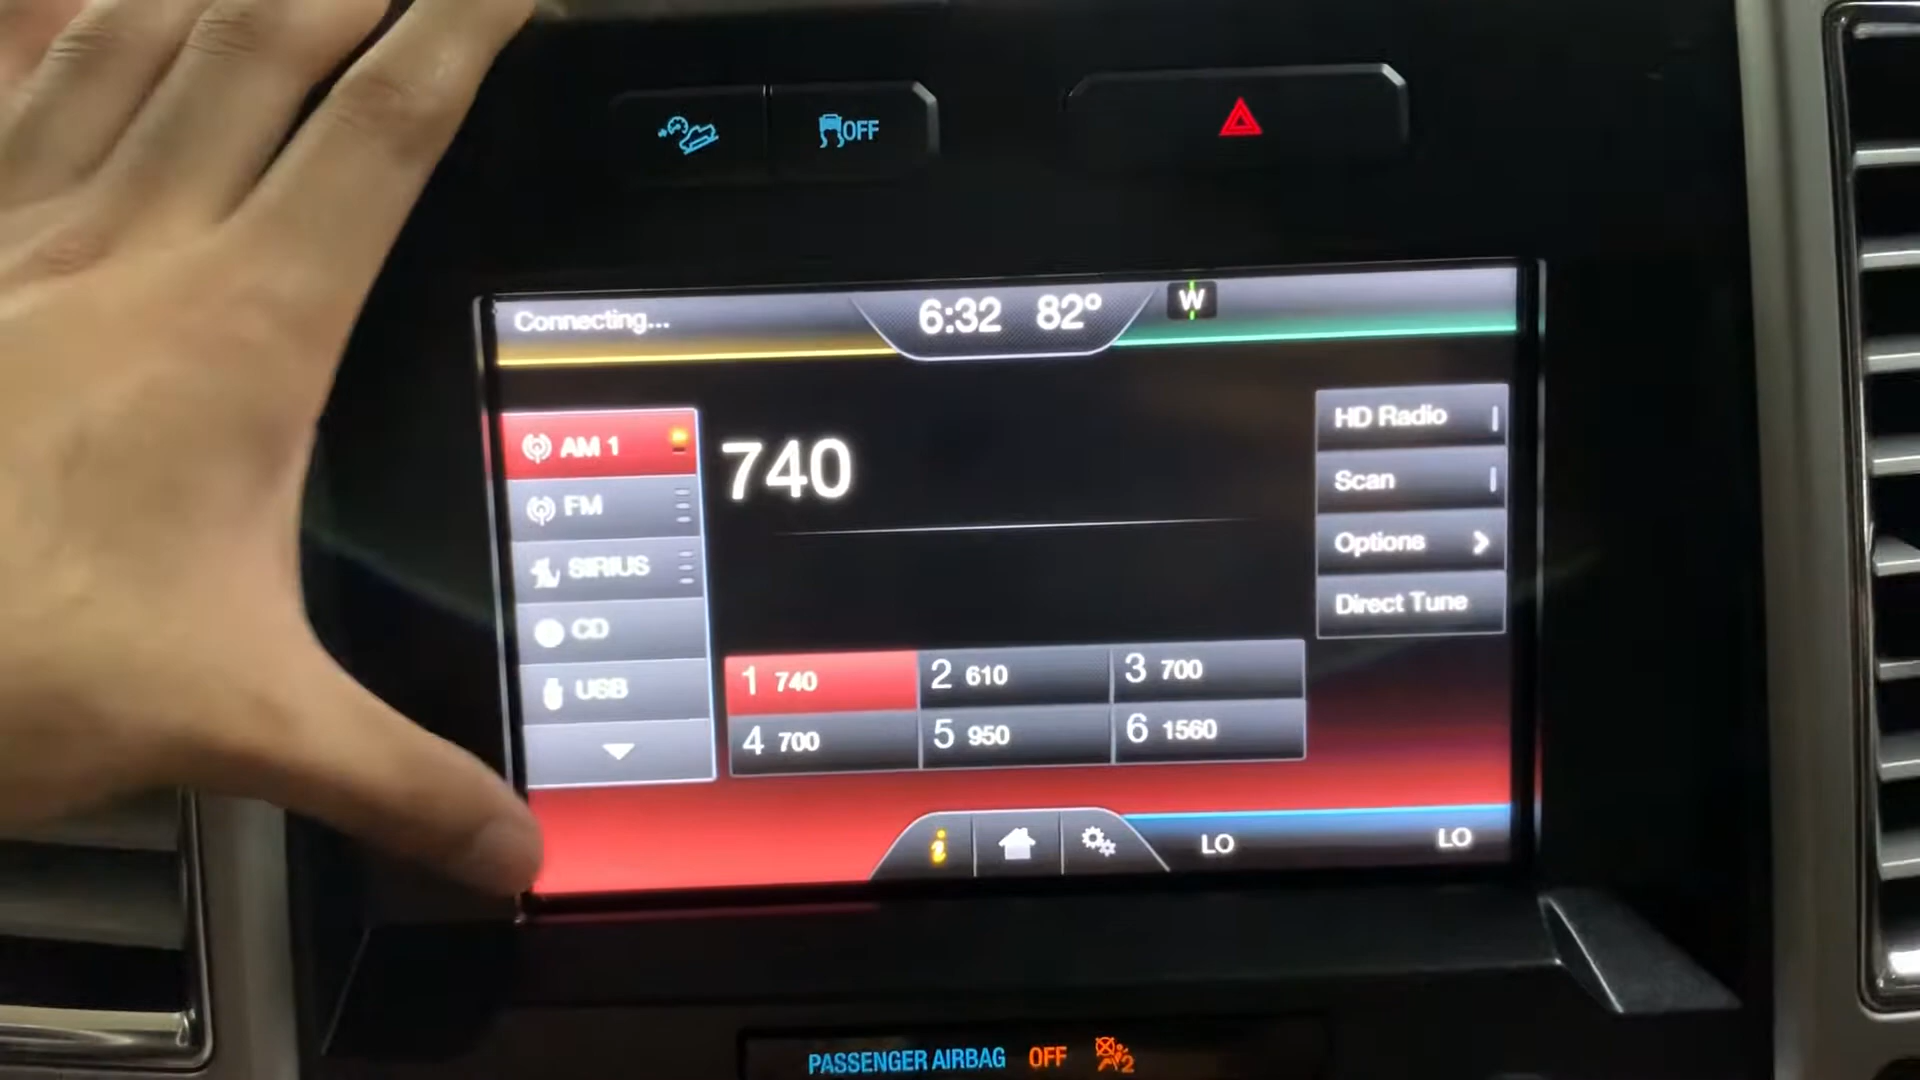 OFF
Connecting...
6:32 82° W
AM 1
FM
SIRIUS
CD
USB
740
HD Radio
Scan
Options
Direct Tune
1 740
2 610
3 700
4 700
5 950
6 1560
i
LO
LO
PASSENGER AIRBAG OFF 2